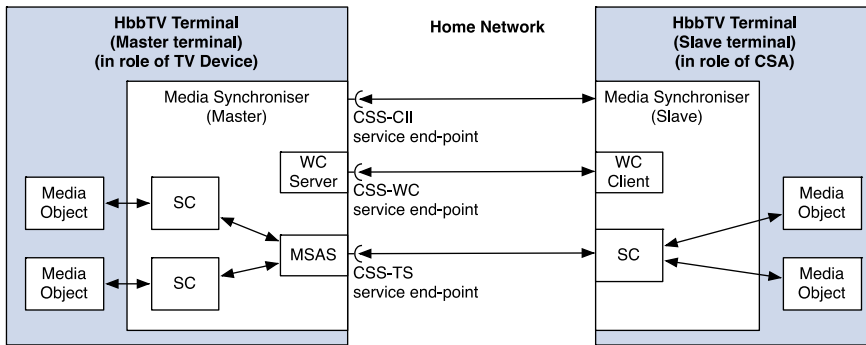 HbbTV Terminal
(Master terminal)
(in role of TV Device)
Home Network
HbbTV Terminal
(Slave terminal)
(in role of CSA)
Media Synchroniser
(Master)
CSS-CII
service end-point
Media Synchroniser
(Slave)
WC
Server
CSS-WC
service end-point
WC
Client
Media
Object
SC
Media
Object
MSAS
CSS-TS
service end-point
SC
Media
Object
SC
Media
Object